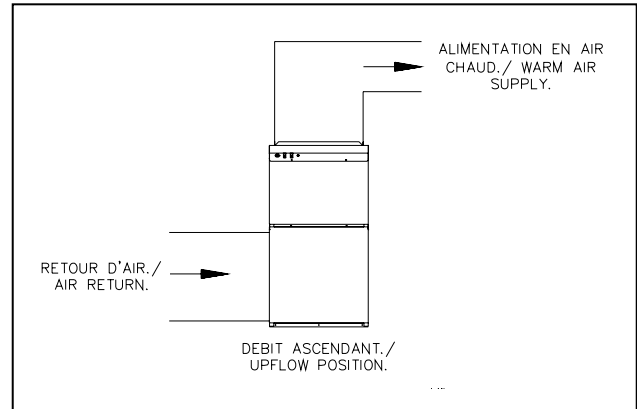 ALIMENTATION EN AIR
CHAUD./ WARM AIR
SUPPLY.
RETOUR D'AIR./
AIR RETURN.
DEBIT ASCENDANT./
UPFLOW POSITION.